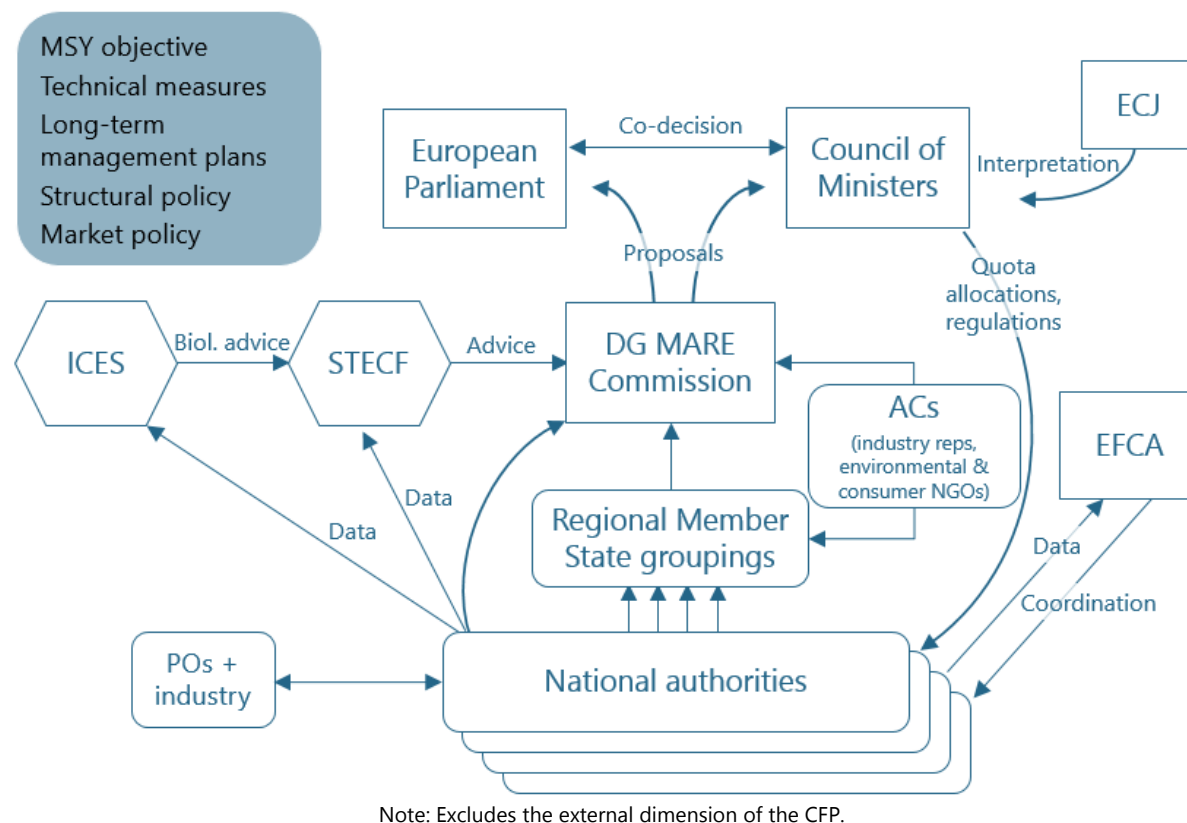 MSY objective
Technical measures
Long-term
management plans
Structural policy
Market policy
European
Parliament
Co-decision
Council of
Ministers
ECJ
Interpretation
Proposals
Quota
allocations,
regulations
ICES
Biol. advice
STECF
Advice
DG MARE
Commission
ACs
(industry reps,
environmental &
consumer NGOs)
EFCA
Data
Data
Regional Member
State groupings
Data
Coordination
POs +
industry
National authorities
Note: Excludes the external dimension of the CFP.